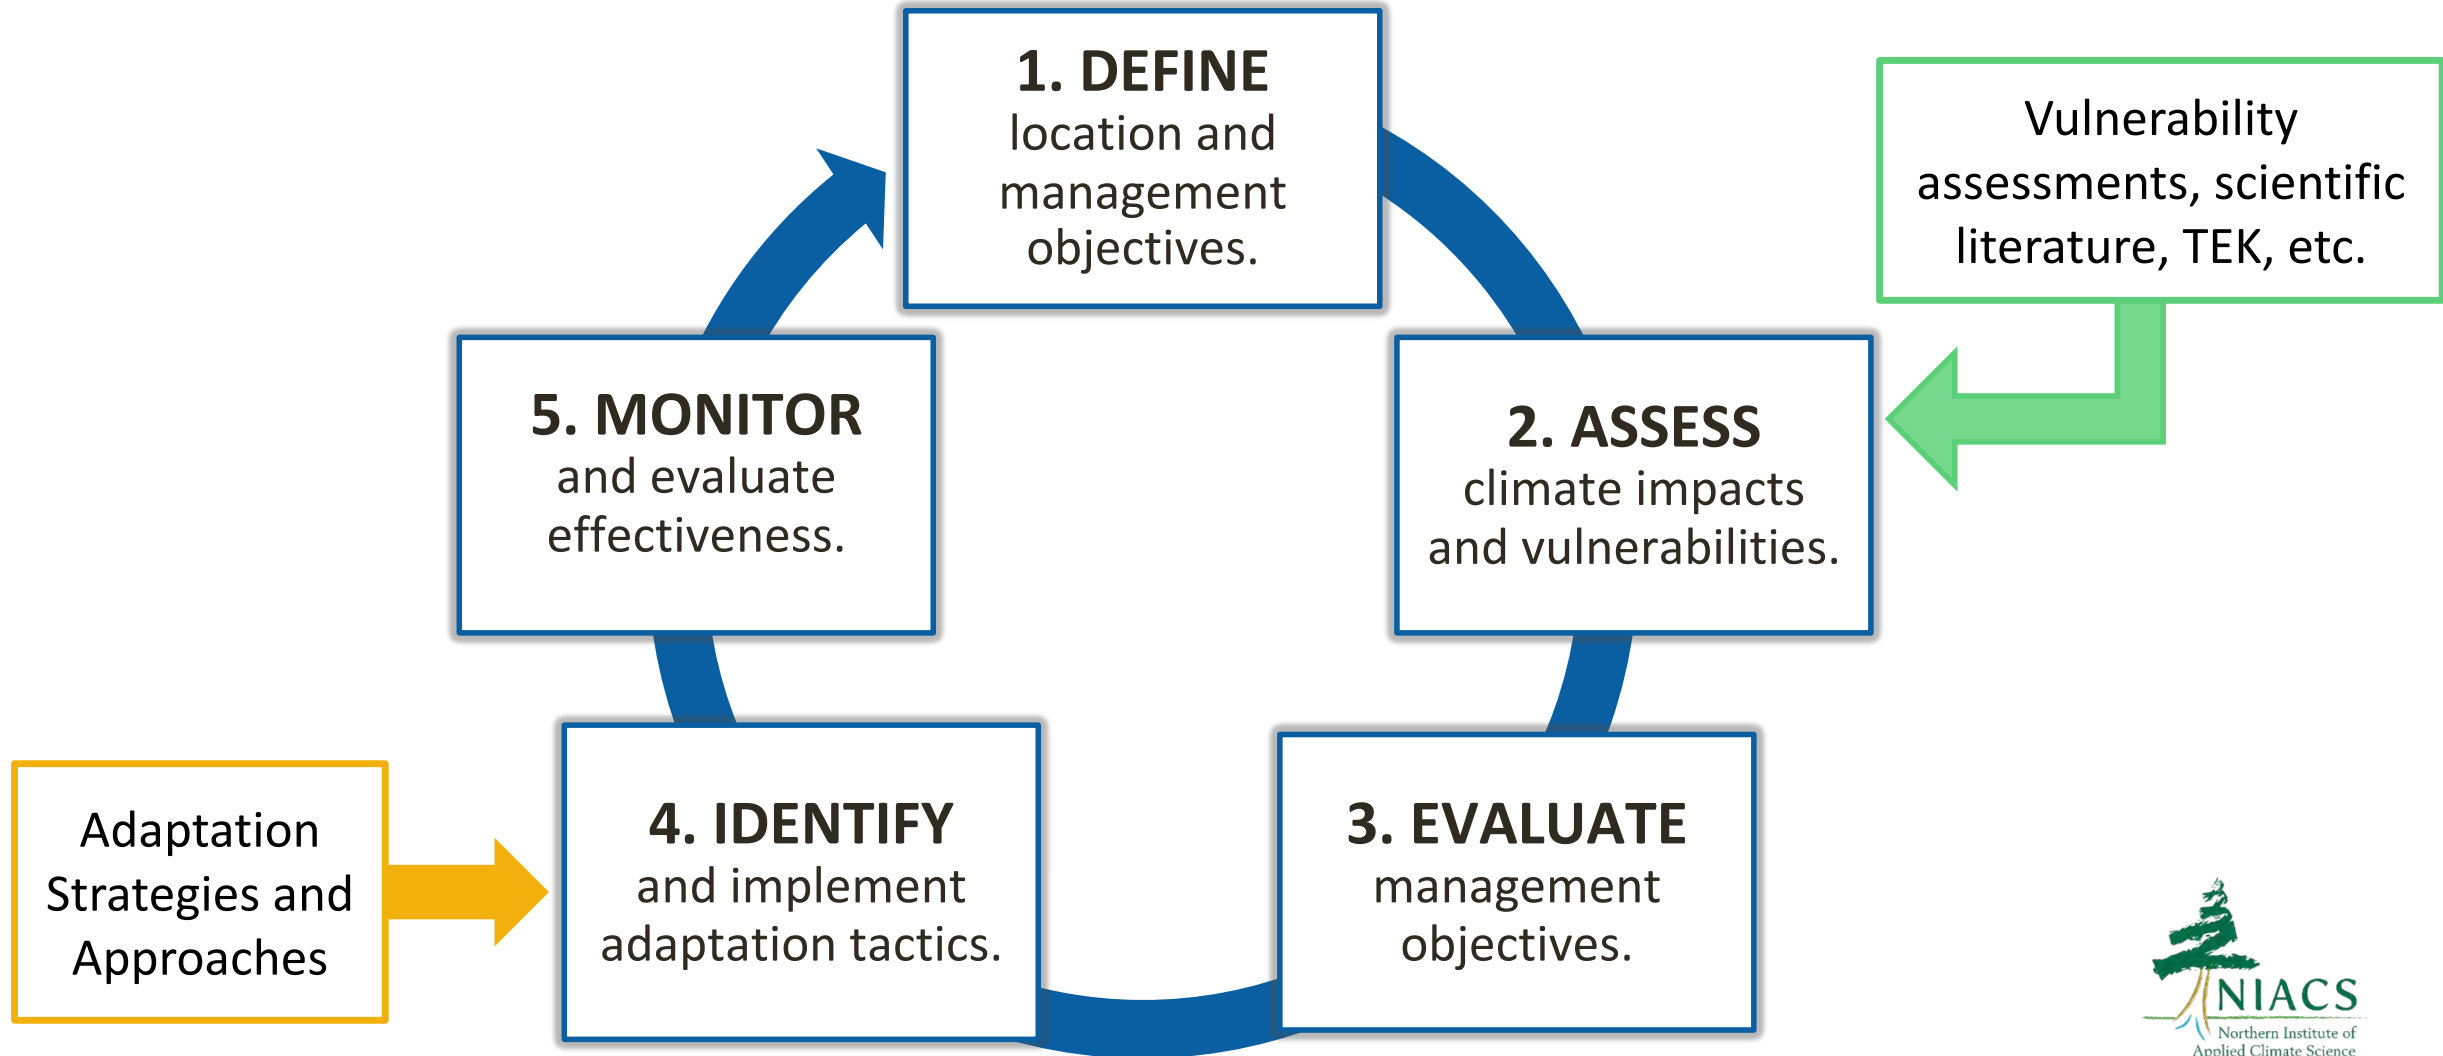 1. DEFINE
location and
management
objectives.
Vulnerability
assessments, scientific
literature, TEK, etc.
2. ASSESS
climate impacts
and vulnerabilities.
3. EVALUATE
management
objectives.
4. IDENTIFY
and implement
adaptation tactics.
Adaptation
Strategies and
Approaches
5. MONITOR
and evaluate
effectiveness.
NIACS
Northern Institute of
Applied Climate Science